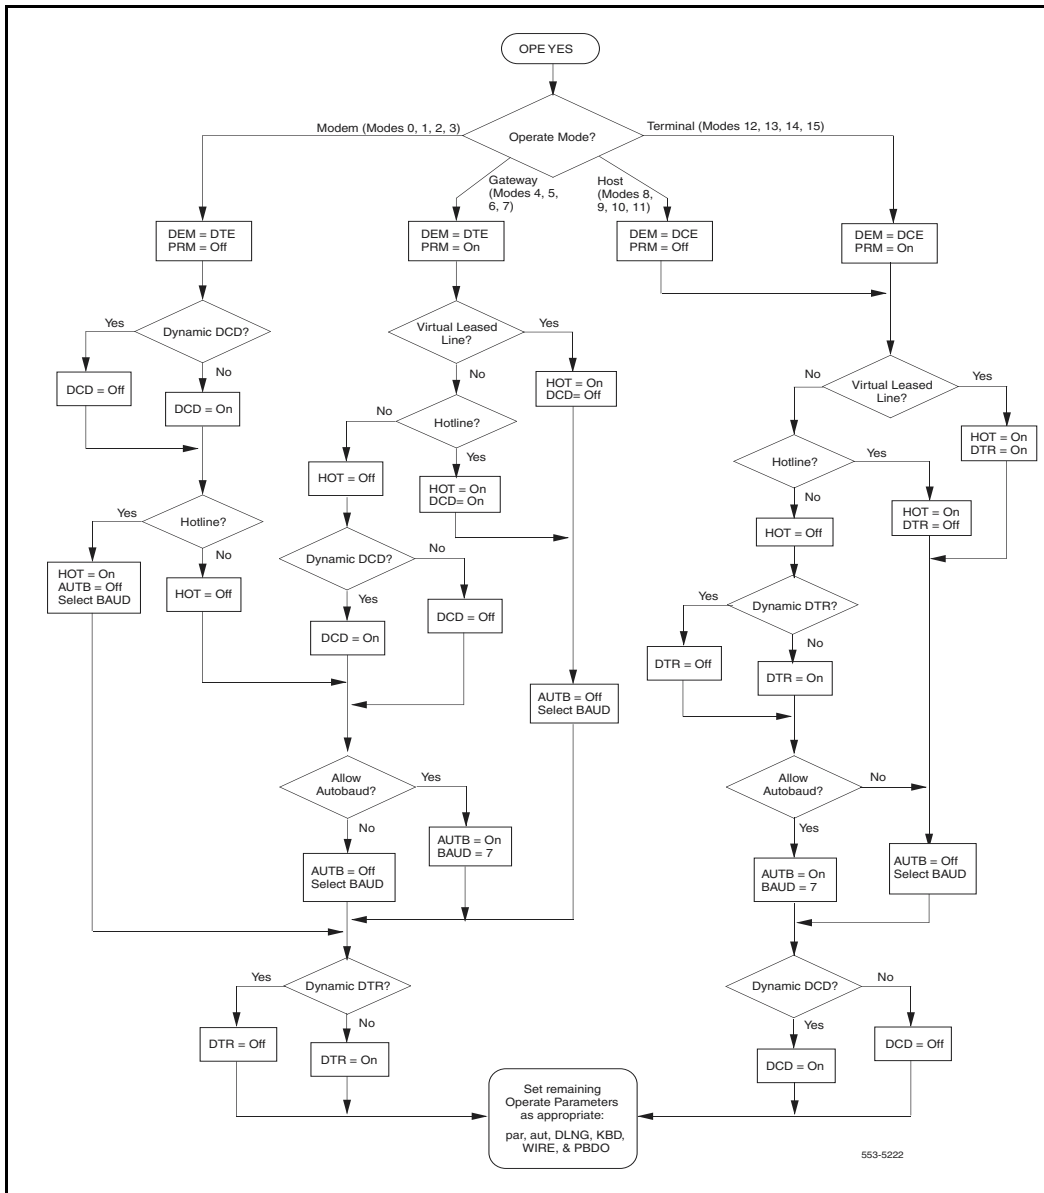 OPE YES
Operate Mode?
Modem (Modes 0, 1, 2, 3)
Terminal (Modes 12, 13, 14, 15)
Gateway
(Modes 4, 5,
6, 7)
Host
(Modes 8,
9, 10, 11)
DEM = DTE
PRM = Off
DEM = DTE
PRM = On
DEM = DCE
PRM = Off
DEM = DCE
PRM = On
Yes
Dynamic DCD?
No
DCD = Off
DCD = On
Yes
Hotline?
No
HOT = On
AUTB = Off
Select BAUD
HOT = Off
Virtual Leased
Line?
Yes
No
HOT = On
DCD= Off
No
Hotline?
Yes
HOT = Off
HOT = On
DCD= On
Dynamic DCD?
No
Yes
DCD = Off
DCD = On
AUTB = Off
Select BAUD
Allow
Autobaud?
Yes
No
AUTB = On
BAUD = 7
AUTB = Off
Select BAUD
Yes
Dynamic DTR?
No
DTR = Off
DTR = On
No
Virtual Leased
Line?
Yes
HOT = On
DTR = On
Hotline?
Yes
No
HOT = On
DTR = Off
HOT = Off
Yes
Dynamic DTR?
No
DTR = Off
DTR = On
Allow
Autobaud?
No
Yes
AUTB = On
BAUD = 7
AUTB = Off
Select BAUD
Dynamic DCD?
No
Yes
DCD = Off
DCD = On
Set remaining
Operate Parameters
as appropriate:
par, aut, DLNG, KBD,
WIRE, & PBDO
553-5222